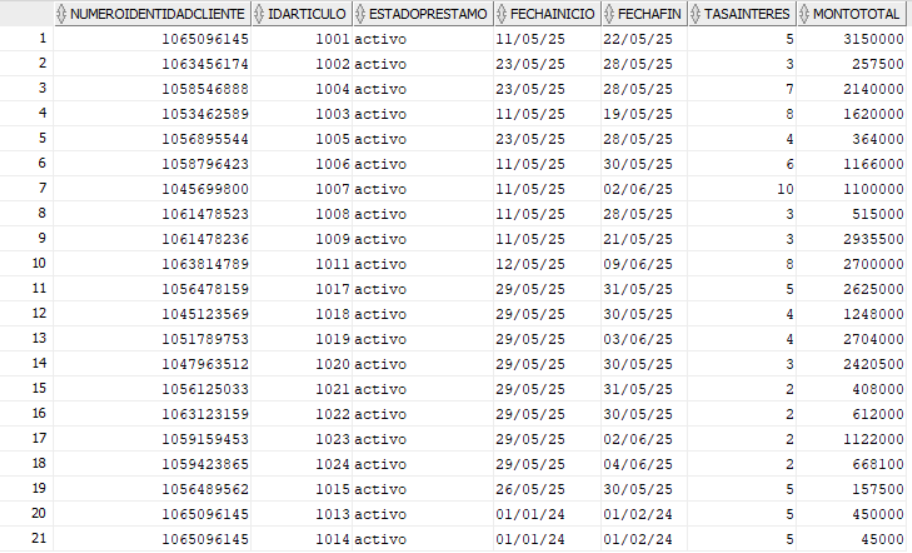 NUMEROIDENTIDADCLIENTE IDARTICULO ESTADOPRESTAMO FECHAINICIO FECHAFIN TASAINTERES MONTOTOTAL
1 1065096145 1001 activo 11/05/25 22/05/25 5 3150000
2 1063456174 1002 activo 23/05/25 28/05/25 3 257500
3 1058546888 1004 activo 23/05/25 28/05/25 7 2140000
4 1053462589 1003 activo 11/05/25 19/05/25 8 1620000
5 1056895544 1005 activo 23/05/25 28/05/25 4 364000
6 1058796423 1006 activo 11/05/25 30/05/25 6 1166000
7 1045699800 1007 activo 11/05/25 02/06/25 10 1100000
8 1061478523 1008 activo 11/05/25 28/05/25 3 515000
9 1061478236 1009 activo 11/05/25 21/05/25 3 2935500
10 1063814789 1011 activo 12/05/25 09/06/25 8 2700000
11 1056478159 1017 activo 29/05/25 31/05/25 5 2625000
12 1045123569 1018 activo 29/05/25 30/05/25 4 1248000
13 1051789753 1019 activo 29/05/25 03/06/25 4 2704000
14 1047963512 1020 activo 29/05/25 30/05/25 3 2420500
15 1056125033 1021 activo 29/05/25 31/05/25 2 408000
16 1063123159 1022 activo 29/05/25 30/05/25 2 612000
17 1059159453 1023 activo 29/05/25 02/06/25 2 1122000
18 1059423865 1024 activo 29/05/25 04/06/25 2 668100
19 1056489562 1015 activo 26/05/25 30/05/25 5 157500
20 1065096145 1013 activo 01/01/24 01/02/24 5 450000
21 1065096145 1014 activo 01/01/24 01/02/24 5 45000